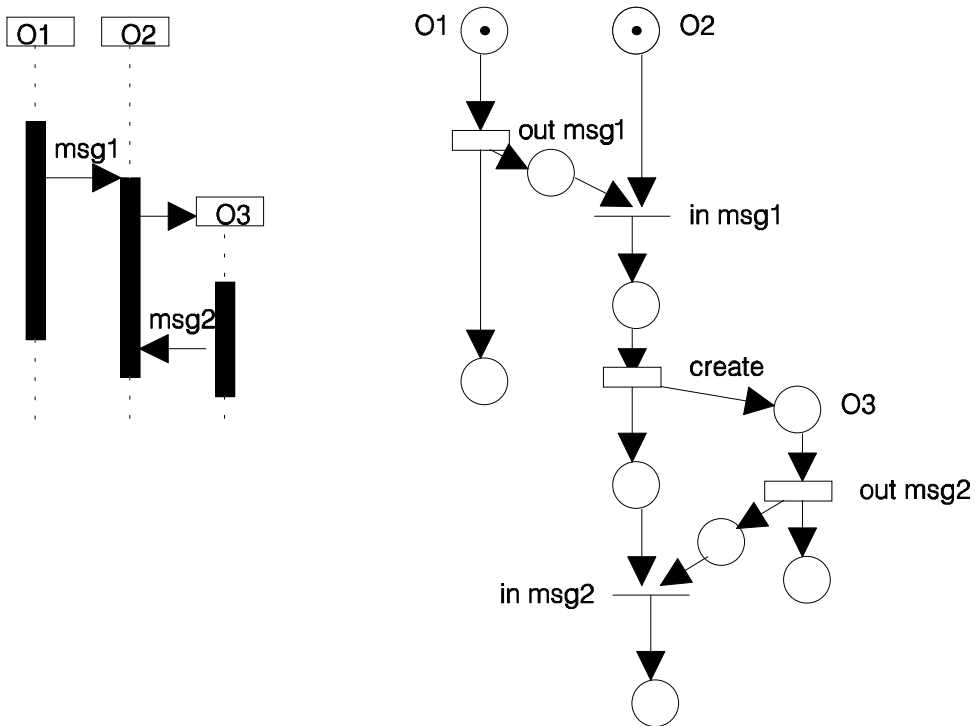 O1
O2
msg1
O3
msg2
O1
O2
out msg1
in msg1
create
O3
out msg2
in msg2